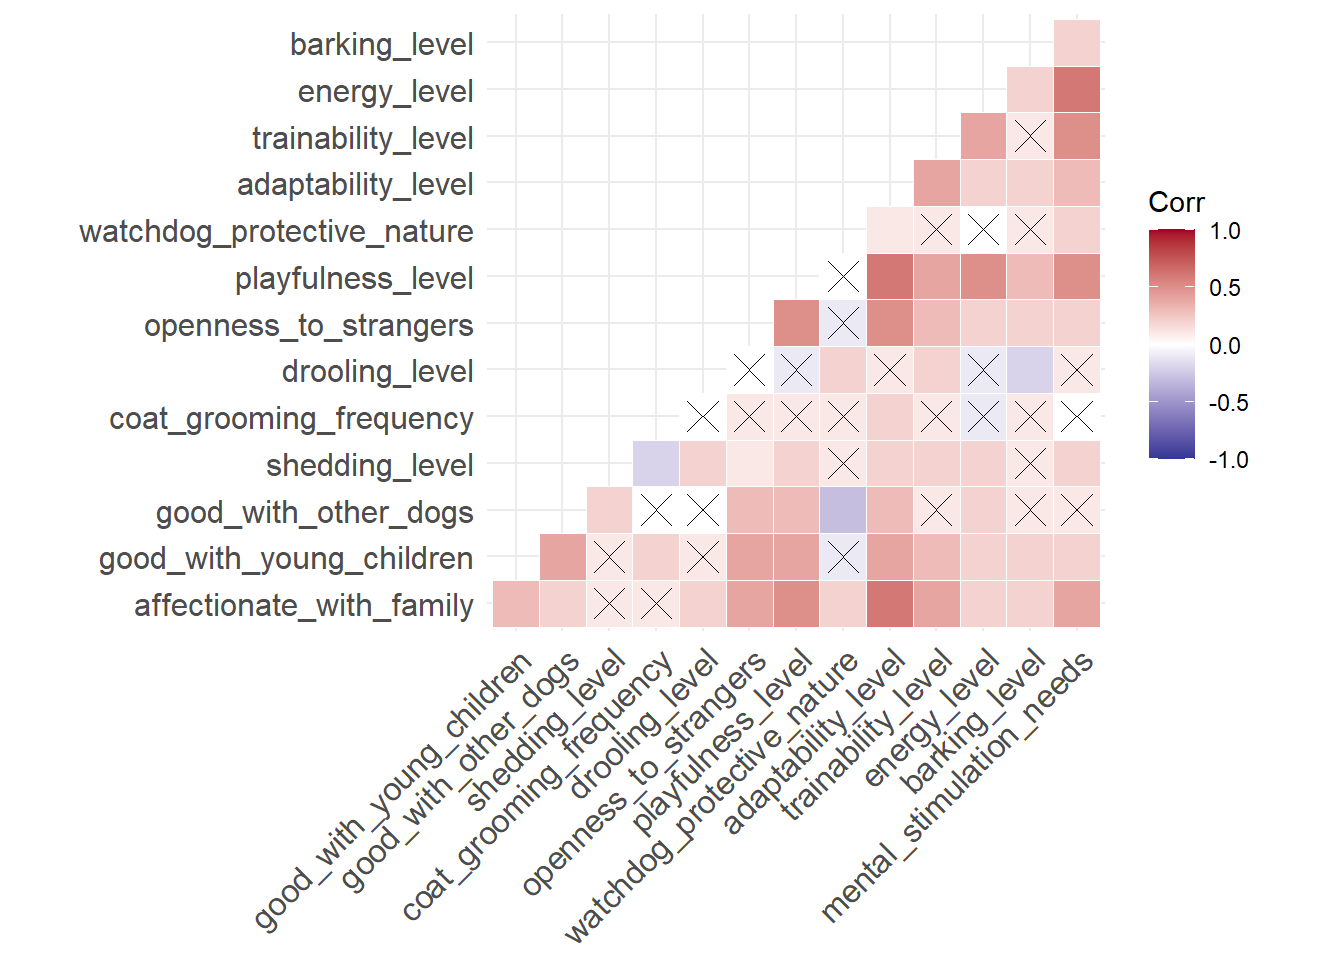 barking_level
energy_level
trainability_level
adaptability_level
watchdog_protective_nature
playfulness_level
openness_to_strangers
drooling_level
coat_grooming_frequency
shedding_level
good_with_other_dogs
good_with_young_children
affectionate_with_family
good_with_young_children
good_with_other_dogs
shedding_level
coat_grooming_frequency
drooling_level
openness_to_strangers
playfulness_level
watchdog_protective_nature
adaptability_level
trainability_level
energy_level
barking_level
mental_stimulation_needs
Corr
1.0
0.5
0.0
-0.5
-1.0